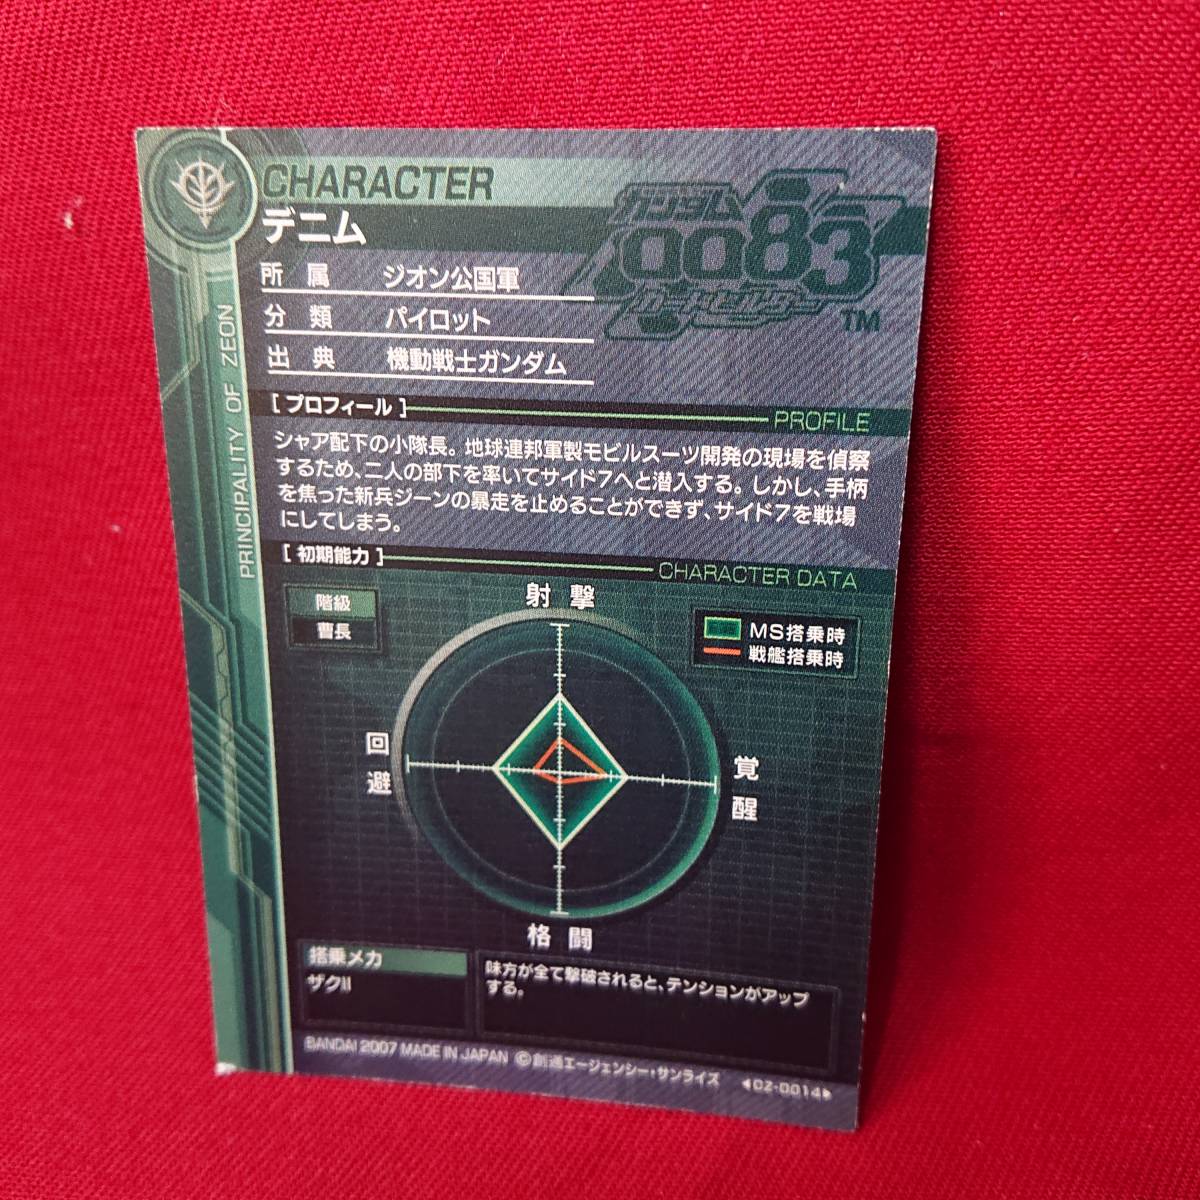 CHARACTER
デニム
ガンダム
0083
カードビルダー
TM
所属 ジオン公国軍
分類 パイロット
出典 機動戦士ガンダム
PRINCIPALITY OF ZEON
[ プロフィール ]
PROFILE
シャア配下の小隊長。地球連邦軍製モビルスーツ開発の現場を偵察
するため、二人の部下を率いてサイド7へと潜入する。しかし、手柄
を焦った新兵ジーンの暴走を止めることができず、サイド7を戦場
にしてしまう。
[ 初期能力 ]
CHARACTER DATA
階級
曹長
射撃
MS搭乗時
戦艦搭乗時
回避
覚醒
格闘
搭乗メカ
ザクII
味方が全て撃破されると、テンションがアップ
する。
BANDAI 2007 MADE IN JAPAN ©創通エージェンシー・サンライズ
◀CZ-0014▶